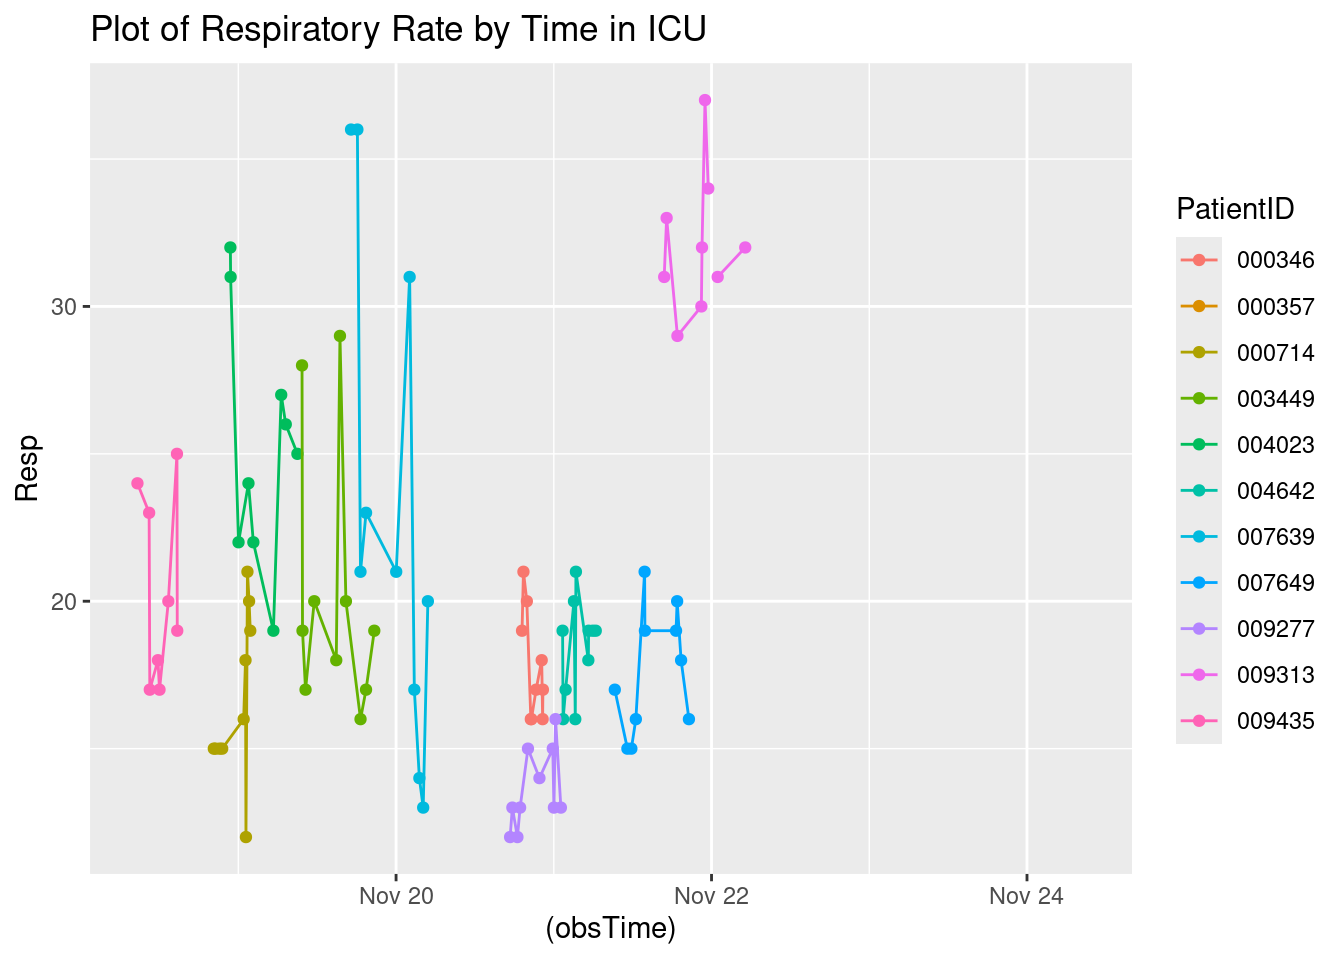 Plot of Respiratory Rate by Time in ICU
Resp
30
20
Nov 20
Nov 22
Nov 24
(obsTime)
PatientID
000346
000357
000714
003449
004023
004642
007639
007649
009277
009313
009435